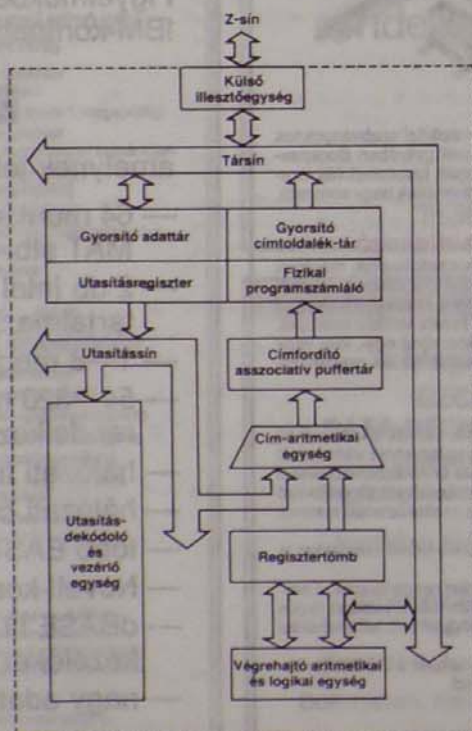 Z-sín
Külső
illesztőegység
Társín
Gyorsító adattár
Gyorsító
címtoldalék-tár
Utasításregiszter
Fizikai
programszámláló
Utasítássín
Címfordító
asszociatív puffertár
Cím-aritmetikai
egység
Utasítás-
dekódoló
és
vezérlő
egység
Regisztertömb
Végrehajtó aritmetikai
és logikai egység